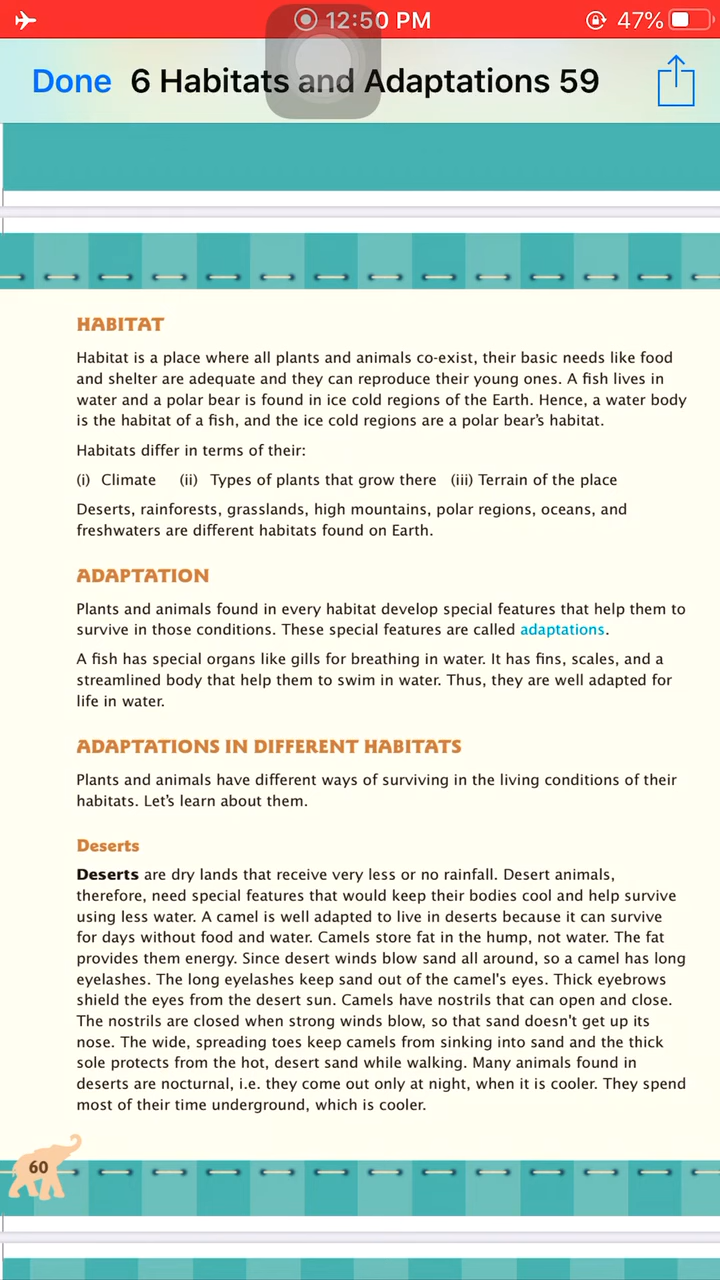 12:50 PM
47%
Done 6 Habitats and Adaptations 59
HABITAT
Habitat is a place where all plants and animals co-exist, their basic needs like food
and shelter are adequate and they can reproduce their young ones. A fish lives in
water and a polar bear is found in ice cold regions of the Earth. Hence, a water body
is the habitat of a fish, and the ice cold regions are a polar bear's habitat.
Habitats differ in terms of their:
(i) Climate (ii) Types of plants that grow there (iii) Terrain of the place
Deserts, rainforests, grasslands, high mountains, polar regions, oceans, and
freshwaters are different habitats found on Earth.
ADAPTATION
Plants and animals found in every habitat develop special features that help them to
survive in those conditions. These special features are called adaptations.
A fish has special organs like gills for breathing in water. It has fins, scales, and a
streamlined body that help them to swim in water. Thus, they are well adapted for
life in water.
ADAPTATIONS IN DIFFERENT HABITATS
Plants and animals have different ways of surviving in the living conditions of their
habitats. Let's learn about them.
Deserts
Deserts are dry lands that receive very less or no rainfall. Desert animals,
therefore, need special features that would keep their bodies cool and help survive
using less water. A camel is well adapted to live in deserts because it can survive
for days without food and water. Camels store fat in the hump, not water. The fat
provides them energy. Since desert winds blow sand all around, so a camel has long
eyelashes. The long eyelashes keep sand out of the camel's eyes. Thick eyebrows
shield the eyes from the desert sun. Camels have nostrils that can open and close.
The nostrils are closed when strong winds blow, so that sand doesn't get up its
nose. The wide, spreading toes keep camels from sinking into sand and the thick
sole protects from the hot, desert sand while walking. Many animals found in
deserts are nocturnal, i.e. they come out only at night, when it is cooler. They spend
most of their time underground, which is cooler.
60